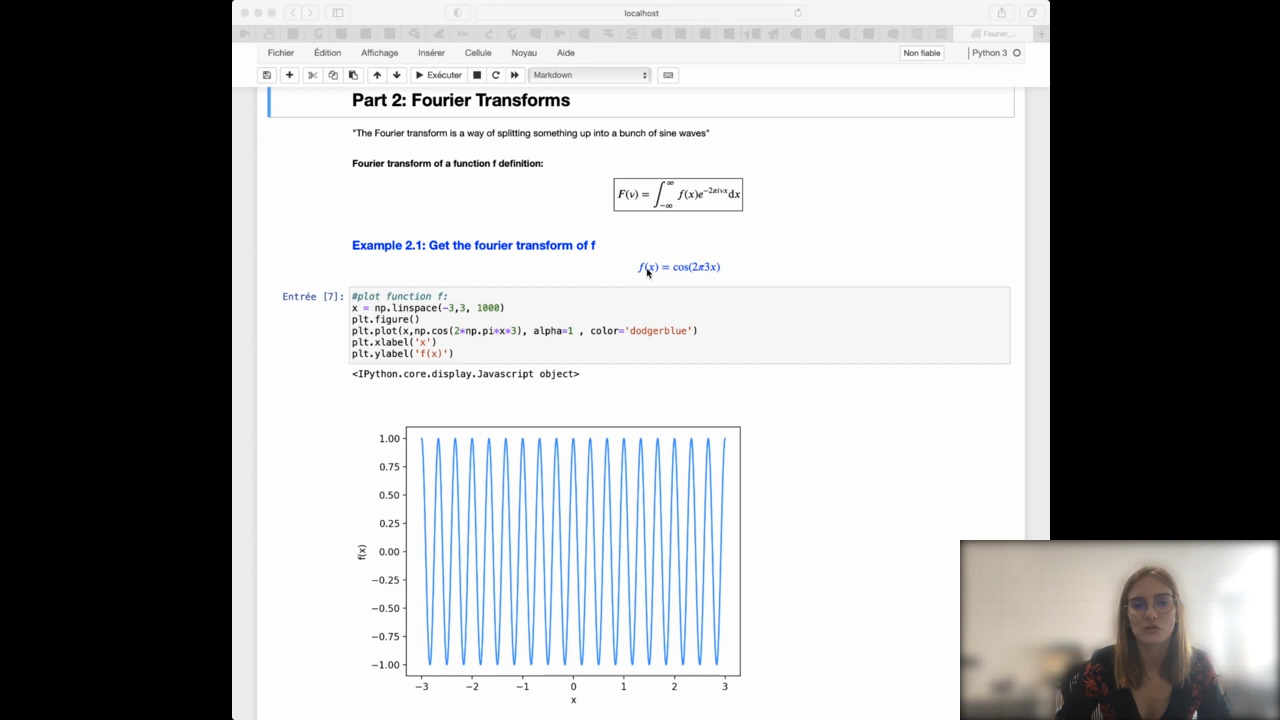 localhost
Fourier_...
Fichier Édition Affichage Insérer Cellule Noyau Aide Non fiable Python 3
Exécuter Markdown
Part 2: Fourier Transforms
"The Fourier transform is a way of splitting something up into a bunch of sine waves"
Fourier transform of a function f definition:
F(ν) = ∫_{-∞}^{∞} f(x)e^{-2πiνx}dx
Example 2.1: Get the fourier transform of f
f(x) = cos(2π3x)
Entrée [7]: #plot function f:
x = np.linspace(-3,3, 1000)
plt.figure()
plt.plot(x,np.cos(2*np.pi*x*3), alpha=1 , color='dodgerblue')
plt.xlabel('x')
plt.ylabel('f(x)')
<IPython.core.display.Javascript object>
1.00
0.75
0.50
0.25
0.00
−0.25
−0.50
−0.75
−1.00
f(x)
−3 −2 −1 0 1 2 3
x